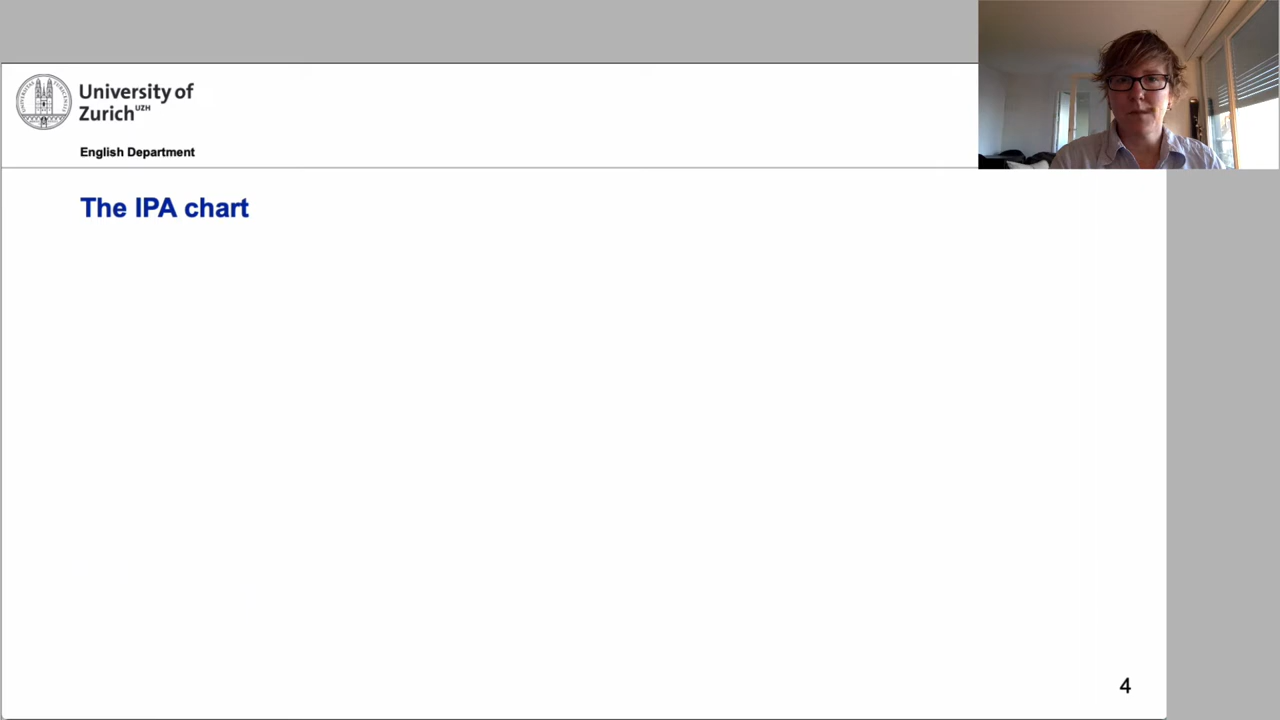 University of
Zurich UZH
English Department
The IPA chart
4